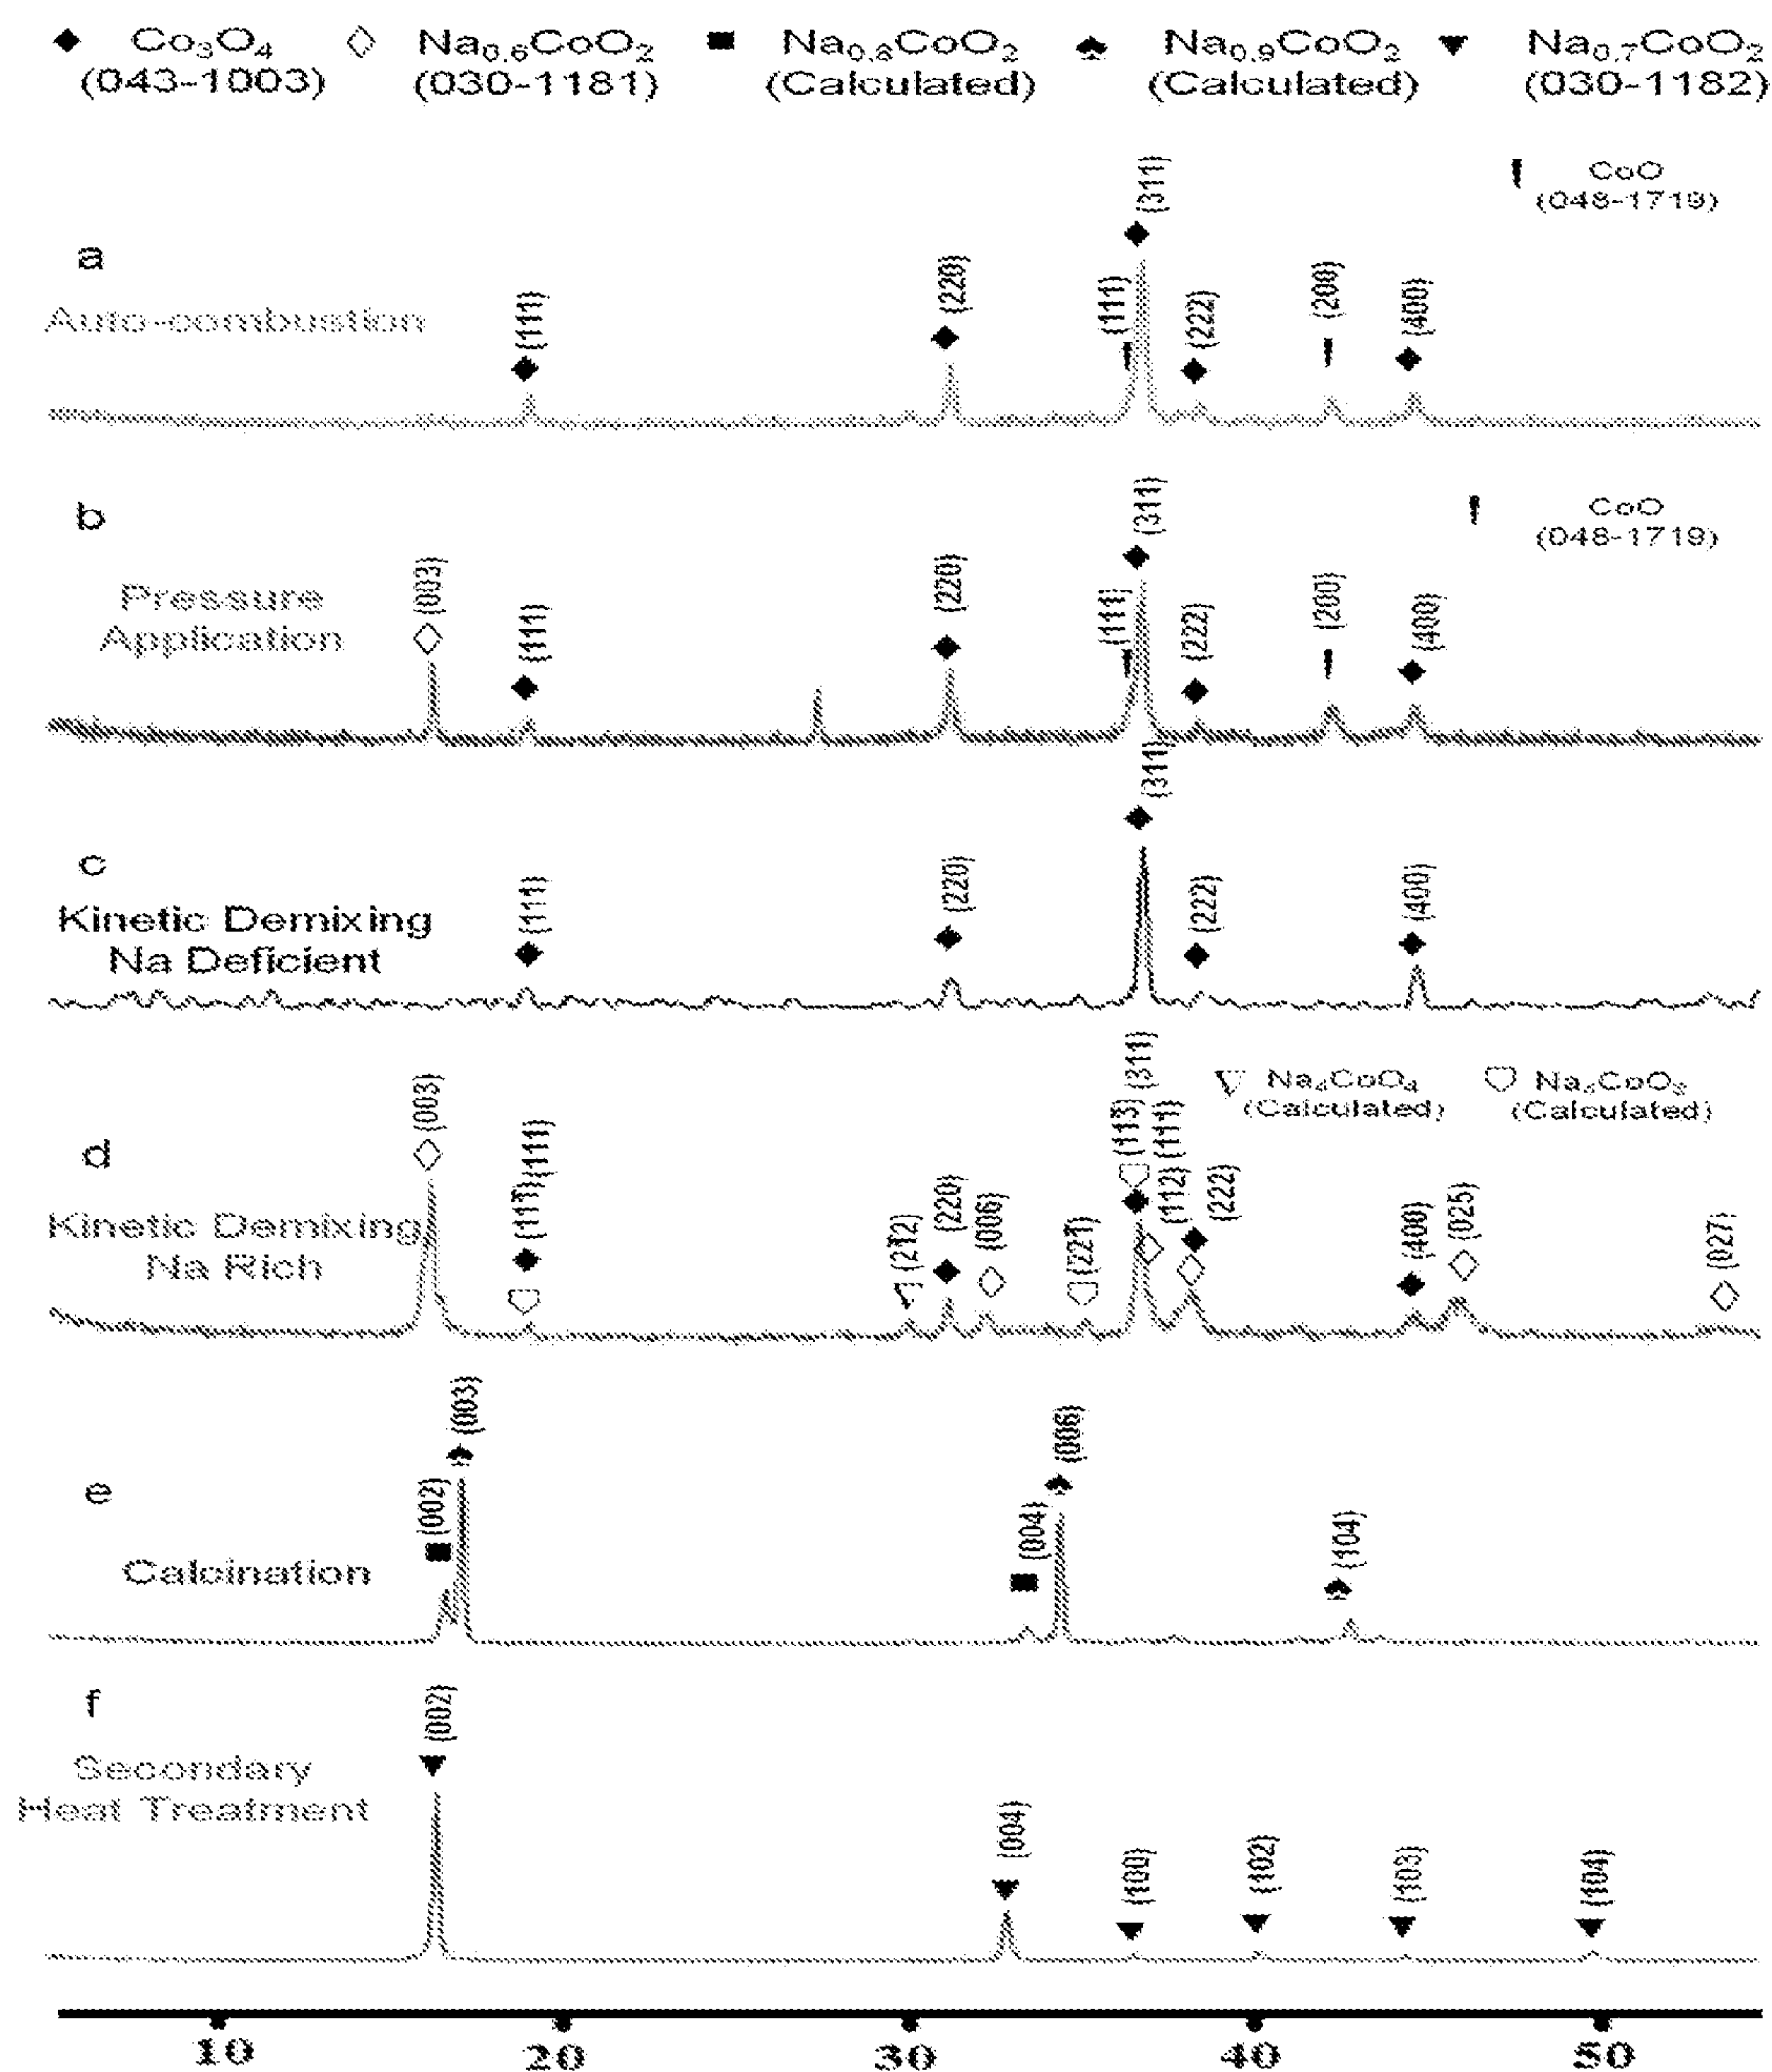 Co₃O₄ Na₀.₆CoO₂ Na₀.₈CoO₂ Na₀.₉CoO₂ Na₀.₇CoO₂
(043-1003) (030-1181) (Calculated) (Calculated) (030-1182)
CoO
(048-1719)
a
Auto-combustion
(111) (220) (111) (311) (222) (200) (400)
b
CoO
(048-1719)
Pressure
Application
(003) (111) (220) (111) (311) (222) (200) (400)
c
Kinetic Demixing
Na Deficient
(111) (220) (311) (222) (400)
Na₄CoO₄
(Calculated)
(Calculated)
d
Kinetic Demixing
Na Rich
(003) (111̄) (111) (21̄2) (220) (006) (221̄) (113̄) (311) (112) (111) (222) (400) (025) (027)
e
Calcination
(002) (003) (004) (006) (104)
f
Secondary
Heat Treatment
(002) (004) (100) (102) (103) (104)
10 20 30 40 50